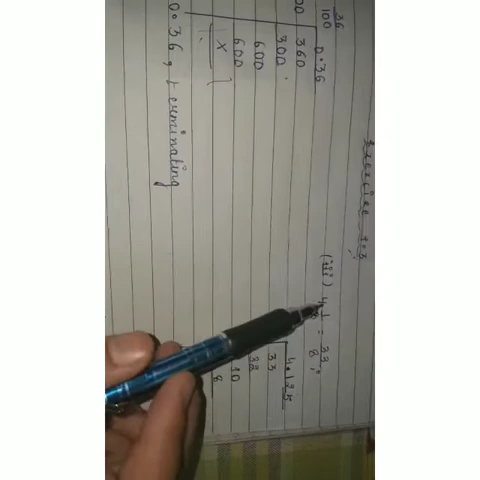 Exercise 1.3
36/100
0.36
360
300
600
600
X
0.36, terminating
(iii) 4 1/8 = 33/8;
4.125
33
32
10
8